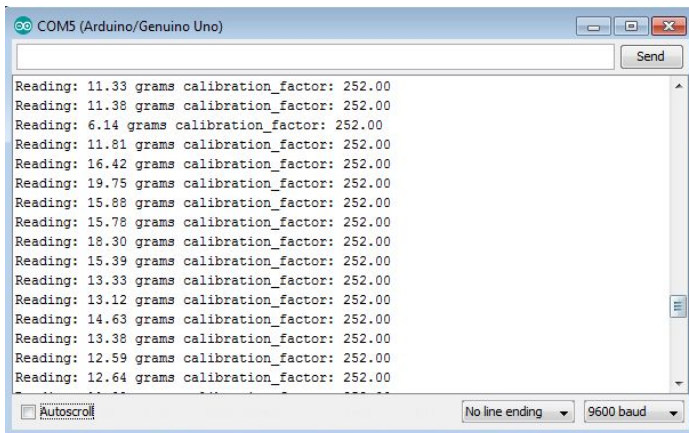 COM5 (Arduino/Genuino Uno)
Send
Reading: 11.33 grams calibration_factor: 252.00
Reading: 11.38 grams calibration_factor: 252.00
Reading: 6.14 grams calibration_factor: 252.00
Reading: 11.81 grams calibration_factor: 252.00
Reading: 16.42 grams calibration_factor: 252.00
Reading: 19.75 grams calibration_factor: 252.00
Reading: 15.88 grams calibration_factor: 252.00
Reading: 15.78 grams calibration_factor: 252.00
Reading: 18.30 grams calibration_factor: 252.00
Reading: 15.39 grams calibration_factor: 252.00
Reading: 13.33 grams calibration_factor: 252.00
Reading: 13.12 grams calibration_factor: 252.00
Reading: 14.63 grams calibration_factor: 252.00
Reading: 13.38 grams calibration_factor: 252.00
Reading: 12.59 grams calibration_factor: 252.00
Reading: 12.64 grams calibration_factor: 252.00
Autoscroll No line ending 9600 baud